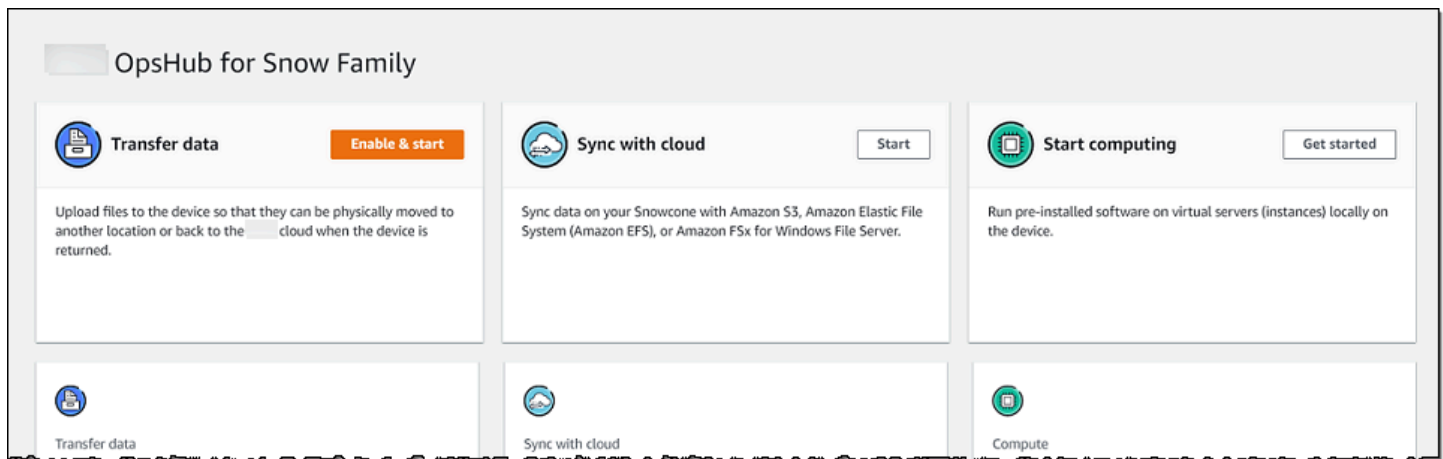 OpsHub for Snow Family
Transfer data
Enable & start
Upload files to the device so that they can be physically moved to
another location or back to the cloud when the device is
returned.
Sync with cloud
Start
Sync data on your Snowcone with Amazon S3, Amazon Elastic File
System (Amazon EFS), or Amazon FSx for Windows File Server.
Start computing
Get started
Run pre-installed software on virtual servers (instances) locally on
the device.
Transfer data
Sync with cloud
Compute